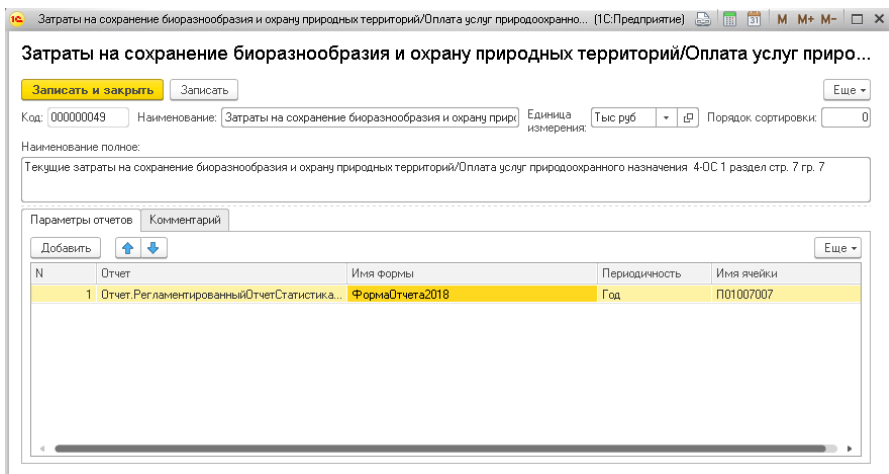 Затраты на сохранение биоразнообразия и охрану природных территорий/Оплата услуг природоохранно... (1С:Предприятие) 31 M M+ M-
Затраты на сохранение биоразнообразия и охрану природных территорий/Оплата услуг приро...
Записать и закрыть Записать Еще
Код: 000000049 Наименование: Затраты на сохранение биоразнообразия и охрану прирс Единица измерения: Тыс руб Порядок сортировки: 0
Наименование полное:
Текущие затраты на сохранение биоразнообразия и охрану природных территорий/Оплата услуг природоохранного назначения 4-ОС 1 раздел стр. 7 гр. 7
Параметры отчетов Комментарий
Добавить Еще
N Отчет Имя формы Периодичность Имя ячейки
1 Отчет.РегламентированныйОтчетСтатистика... ФормаОтчета2018 Год П01007007